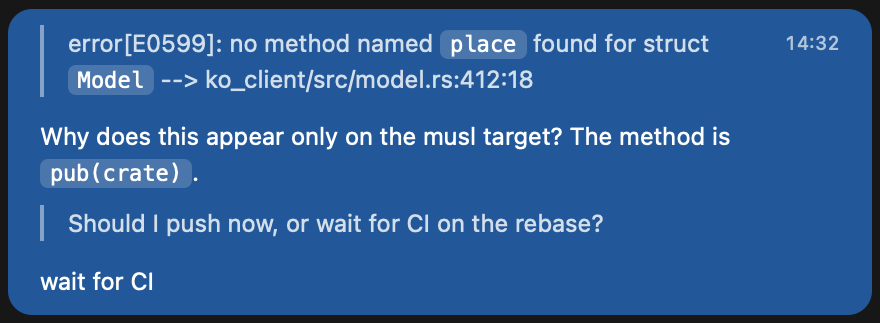 error[E0599]: no method named place found for struct 14:32
Model --> ko_client/src/model.rs:412:18
Why does this appear only on the musl target? The method is
pub(crate).
Should I push now, or wait for CI on the rebase?
wait for CI